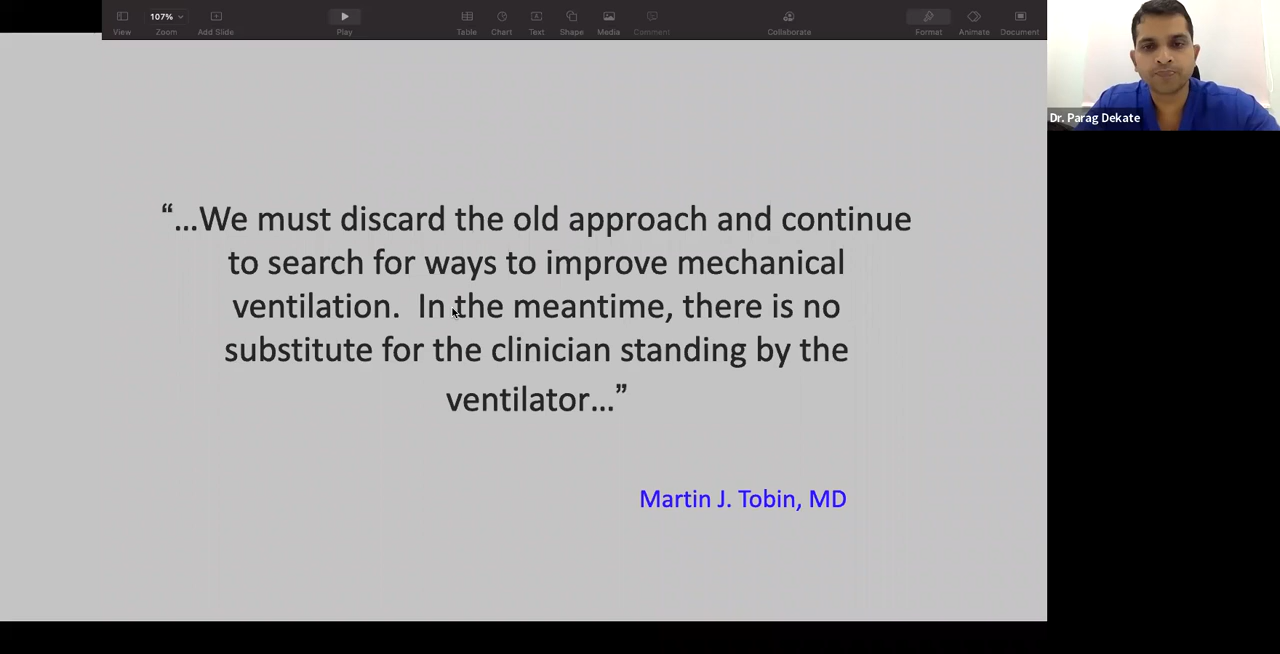 107%
View
Zoom
Add Slide
Play
Table
Chart
Text
Shape
Media
Comment
Collaborate
Format
Animate
Document
Dr. Parag Dekate
“...We must discard the old approach and continue
to search for ways to improve mechanical
ventilation.  In the meantime, there is no
substitute for the clinician standing by the
ventilator...”
Martin J. Tobin, MD